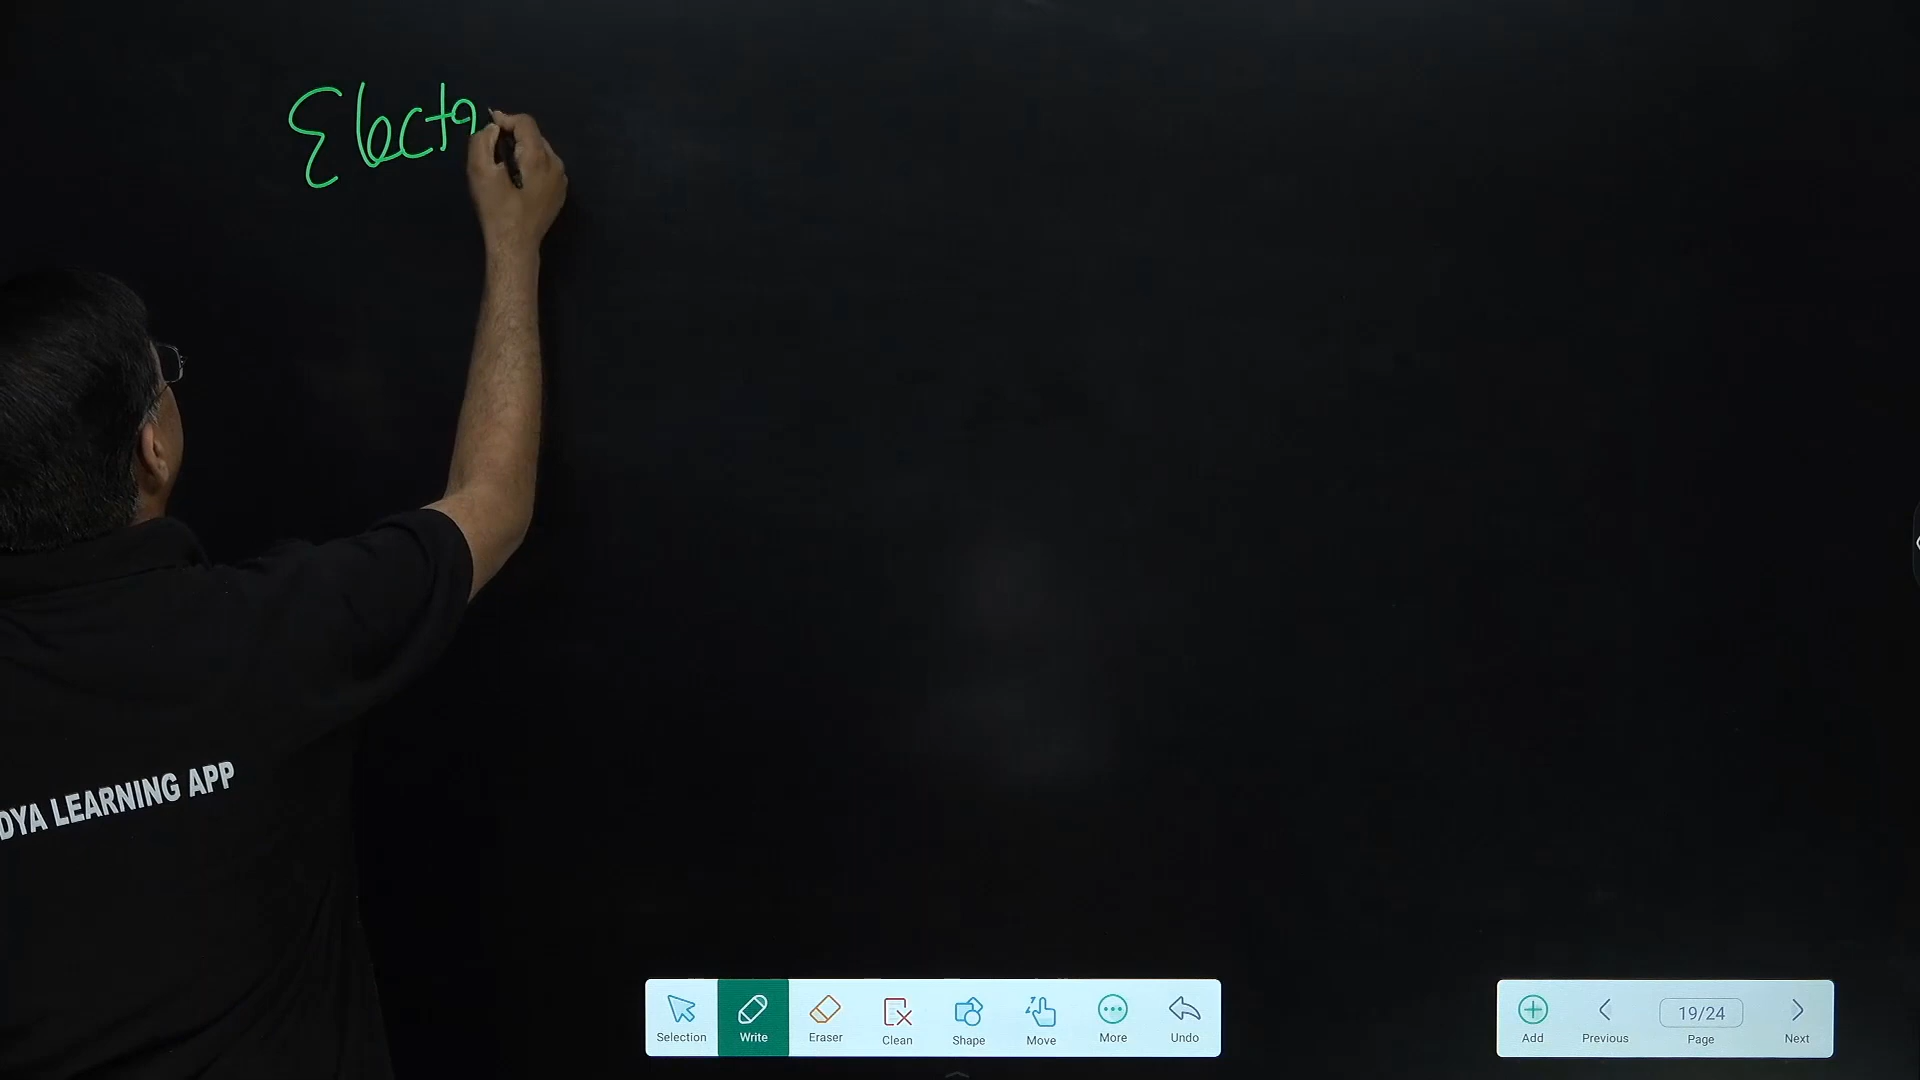 Electr
DYA LEARNING APP
Selection
Write
Eraser
Clean
Shape
Move
More
Undo
Add
Previous
19/24
Page
Next